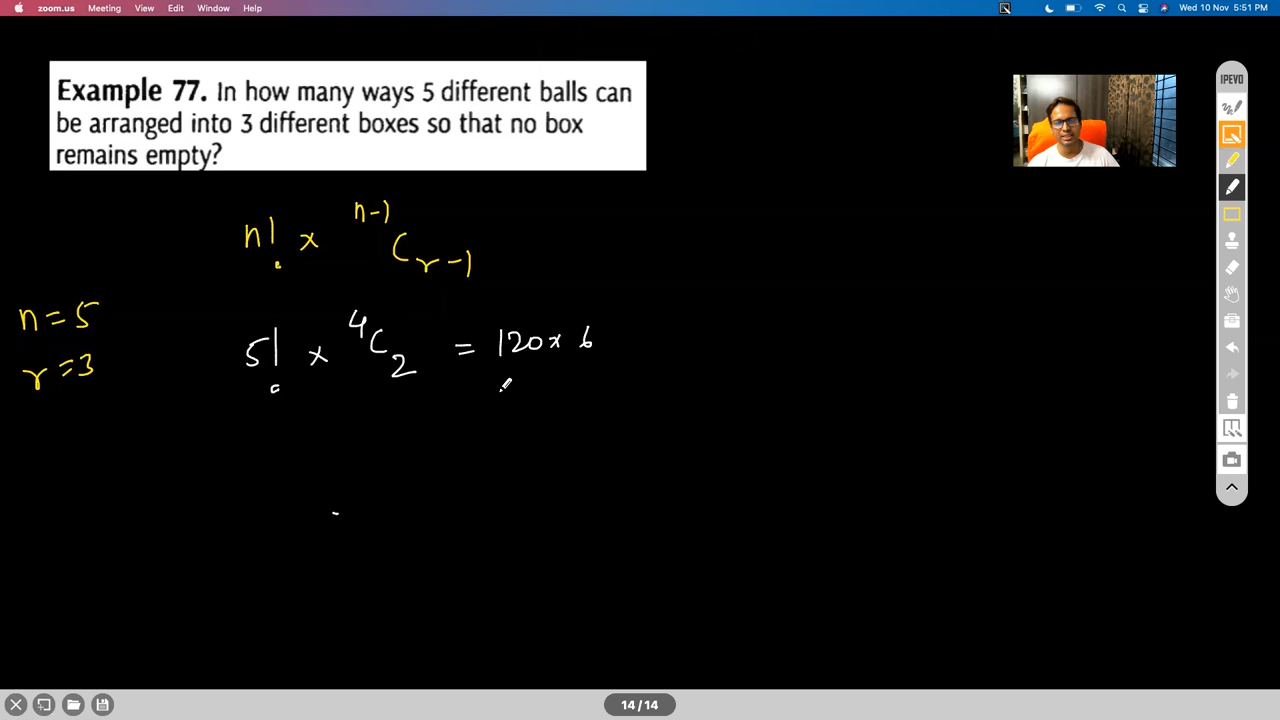 zoom.us Meeting View Edit Window Help Wed 10 Nov 5:51 PM
Example 77. In how many ways 5 different balls can
be arranged into 3 different boxes so that no box
remains empty?
IPEVO
n! × ⁿ⁻¹Cᵣ₋₁
n = 5
r = 3
5! × ⁴C₂ = 120 × 6
14 / 14